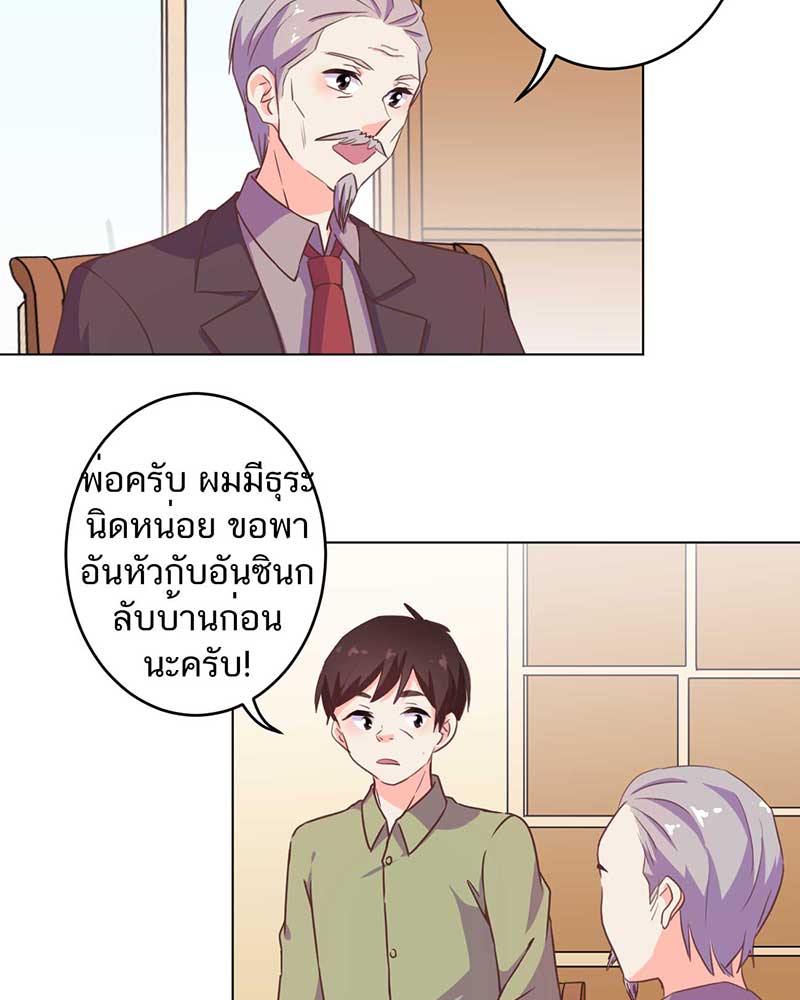 พ่อครับ ผมมีธุระ
นิดหน่อย ขอพา
อันหัวกับอันซินก
ลับบ้านก่อน
นะครับ!